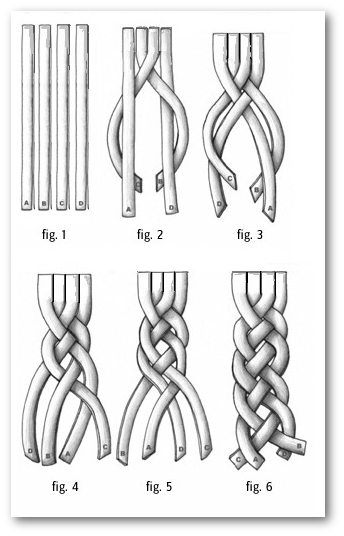 A B C D
fig. 1
C B
A D
fig. 2
C B
D A
fig. 3
D B A C
fig. 4
B A D C
fig. 5
B
C A D
fig. 6